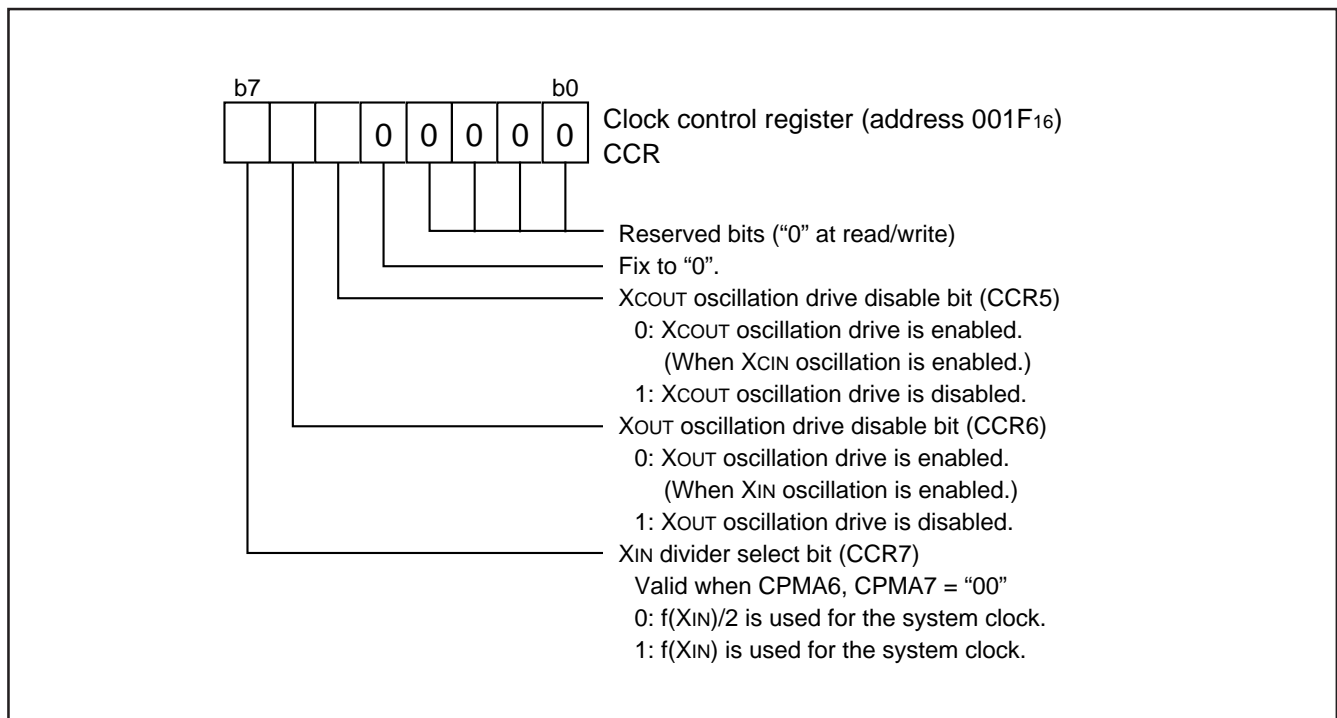 b7 b0
0 0 0 0 0
Clock control register (address 001F16)
CCR
Reserved bits (“0” at read/write)
Fix to “0”.
XCOUT oscillation drive disable bit (CCR5)
0: XCOUT oscillation drive is enabled.
(When XCIN oscillation is enabled.)
1: XCOUT oscillation drive is disabled.
XOUT oscillation drive disable bit (CCR6)
0: XOUT oscillation drive is enabled.
(When XIN oscillation is enabled.)
1: XOUT oscillation drive is disabled.
XIN divider select bit (CCR7)
Valid when CPMA6, CPMA7 = “00”
0: f(XIN)/2 is used for the system clock.
1: f(XIN) is used for the system clock.